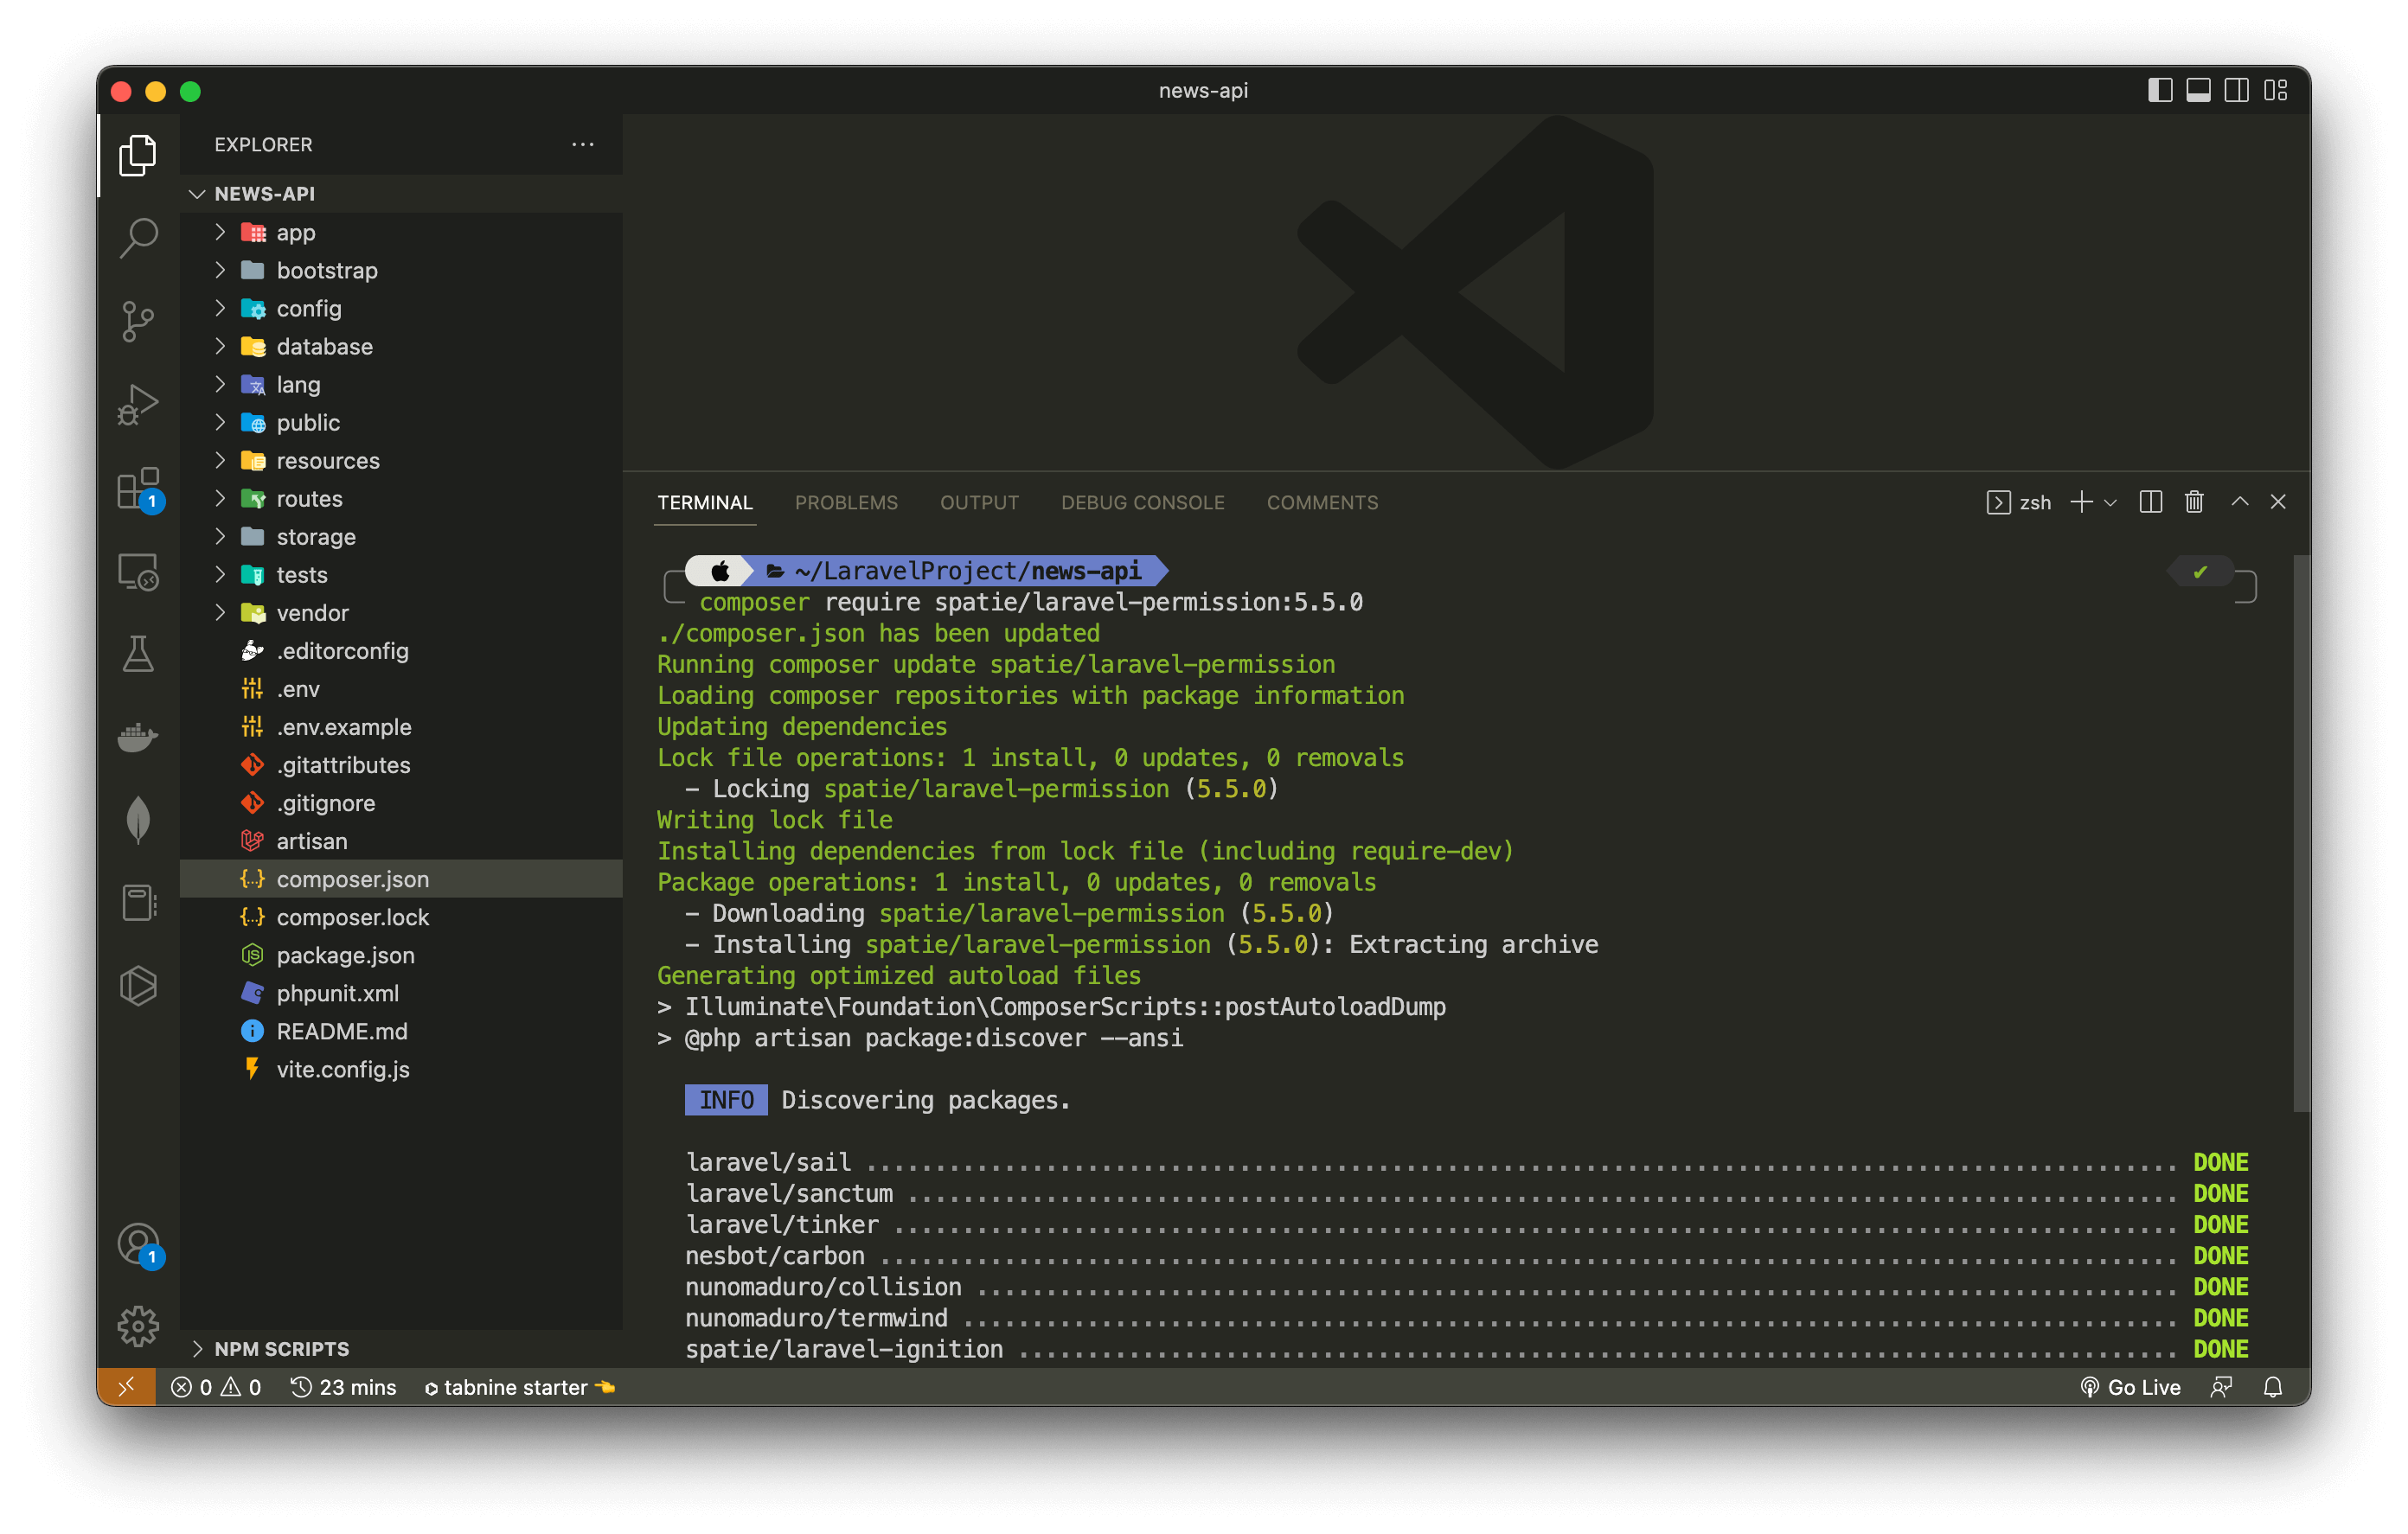 news-api
EXPLORER
NEWS-API
app
bootstrap
config
database
lang
public
resources
routes
storage
tests
vendor
.editorconfig
.env
.env.example
.gitattributes
.gitignore
artisan
composer.json
composer.lock
package.json
phpunit.xml
README.md
vite.config.js
NPM SCRIPTS
1
1
TERMINAL PROBLEMS OUTPUT DEBUG CONSOLE COMMENTS zsh
~/LaravelProject/news-api ✔
composer require spatie/laravel-permission:5.5.0
./composer.json has been updated
Running composer update spatie/laravel-permission
Loading composer repositories with package information
Updating dependencies
Lock file operations: 1 install, 0 updates, 0 removals
- Locking spatie/laravel-permission (5.5.0)
Writing lock file
Installing dependencies from lock file (including require-dev)
Package operations: 1 install, 0 updates, 0 removals
- Downloading spatie/laravel-permission (5.5.0)
- Installing spatie/laravel-permission (5.5.0): Extracting archive
Generating optimized autoload files
> Illuminate\Foundation\ComposerScripts::postAutoloadDump
> @php artisan package:discover --ansi
INFO Discovering packages.
laravel/sail ............................................................................................... DONE
laravel/sanctum ............................................................................................ DONE
laravel/tinker ............................................................................................. DONE
nesbot/carbon .............................................................................................. DONE
nunomaduro/collision ....................................................................................... DONE
nunomaduro/termwind ........................................................................................ DONE
spatie/laravel-ignition .................................................................................... DONE
0 0 23 mins tabnine starter 👈 Go Live